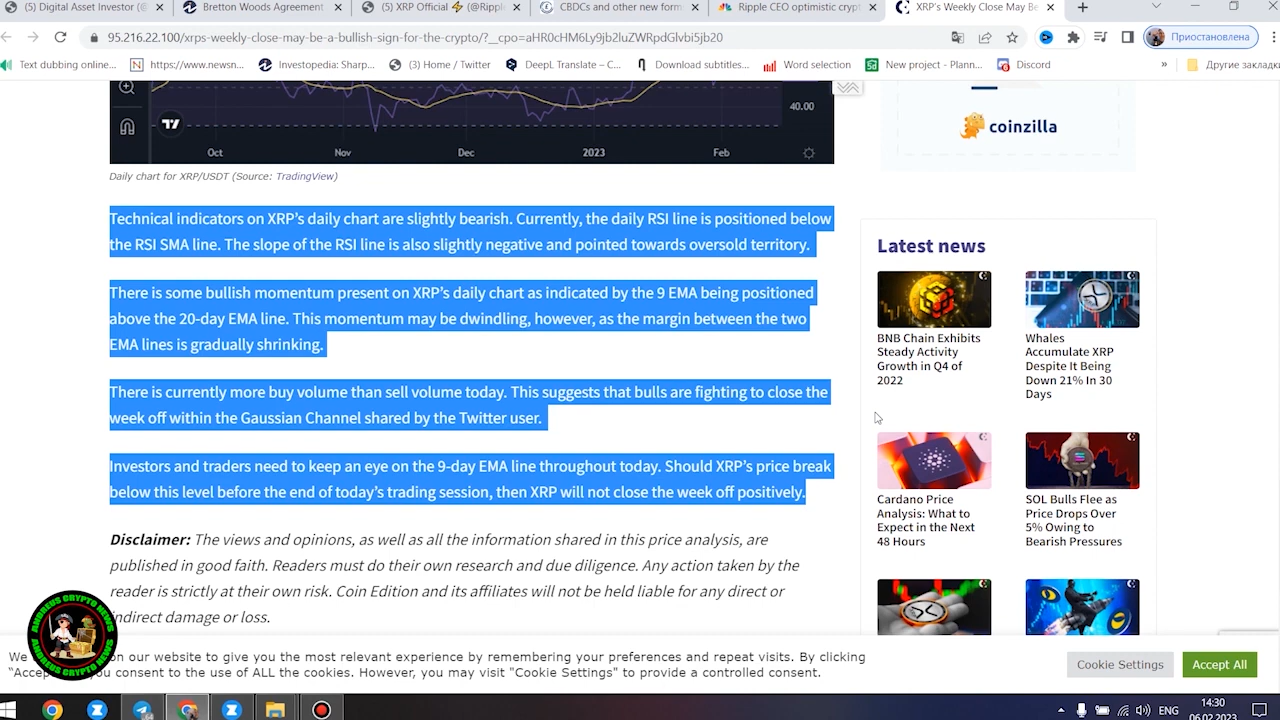 (5) Digital Asset Investor (@
Bretton Woods Agreement
(5) XRP Official ⚡ (@Rippl
CBDCs and other new form
Ripple CEO optimistic crypt
XRP's Weekly Close May Be
95.216.22.100/xrps-weekly-close-may-be-a-bullish-sign-for-the-crypto/?__cpo=aHR0cHM6Ly9jb2luZWRpdGlvbi5jb20
Приостановлена
Text dubbing online...
https://www.newsn...
Investopedia: Sharp...
(3) Home / Twitter
DeepL Translate – C...
Download subtitles...
Word selection
New project - Plann...
Discord
»
Другие закладки
40.00
Oct
Nov
Dec
2023
Feb
coinzilla
Daily chart for XRP/USDT (Source: TradingView)
Technical indicators on XRP's daily chart are slightly bearish. Currently, the daily RSI line is positioned below
the RSI SMA line. The slope of the RSI line is also slightly negative and pointed towards oversold territory.
There is some bullish momentum present on XRP's daily chart as indicated by the 9 EMA being positioned
above the 20-day EMA line. This momentum may be dwindling, however, as the margin between the two
EMA lines is gradually shrinking.
There is currently more buy volume than sell volume today. This suggests that bulls are fighting to close the
week off within the Gaussian Channel shared by the Twitter user.
Investors and traders need to keep an eye on the 9-day EMA line throughout today. Should XRP's price break
below this level before the end of today's trading session, then XRP will not close the week off positively.
Disclaimer: The views and opinions, as well as all the information shared in this price analysis, are
published in good faith. Readers must do their own research and due diligence. Any action taken by the
reader is strictly at their own risk. Coin Edition and its affiliates will not be held liable for any direct or
indirect damage or loss.
Latest news
BNB Chain Exhibits
Steady Activity
Growth in Q4 of
2022
Whales
Accumulate XRP
Despite It Being
Down 21% In 30
Days
Cardano Price
Analysis: What to
Expect in the Next
48 Hours
SOL Bulls Flee as
Price Drops Over
5% Owing to
Bearish Pressures
ANDREUS CRYPTO NEWS
ANDREUS CRYPTO NEWS
We on our website to give you the most relevant experience by remembering your preferences and repeat visits. By clicking
"Accep you consent to the use of ALL the cookies. However, you may visit "Cookie Settings" to provide a controlled consent.
Cookie Settings
Accept All
ENG
14:30
06.02.2023